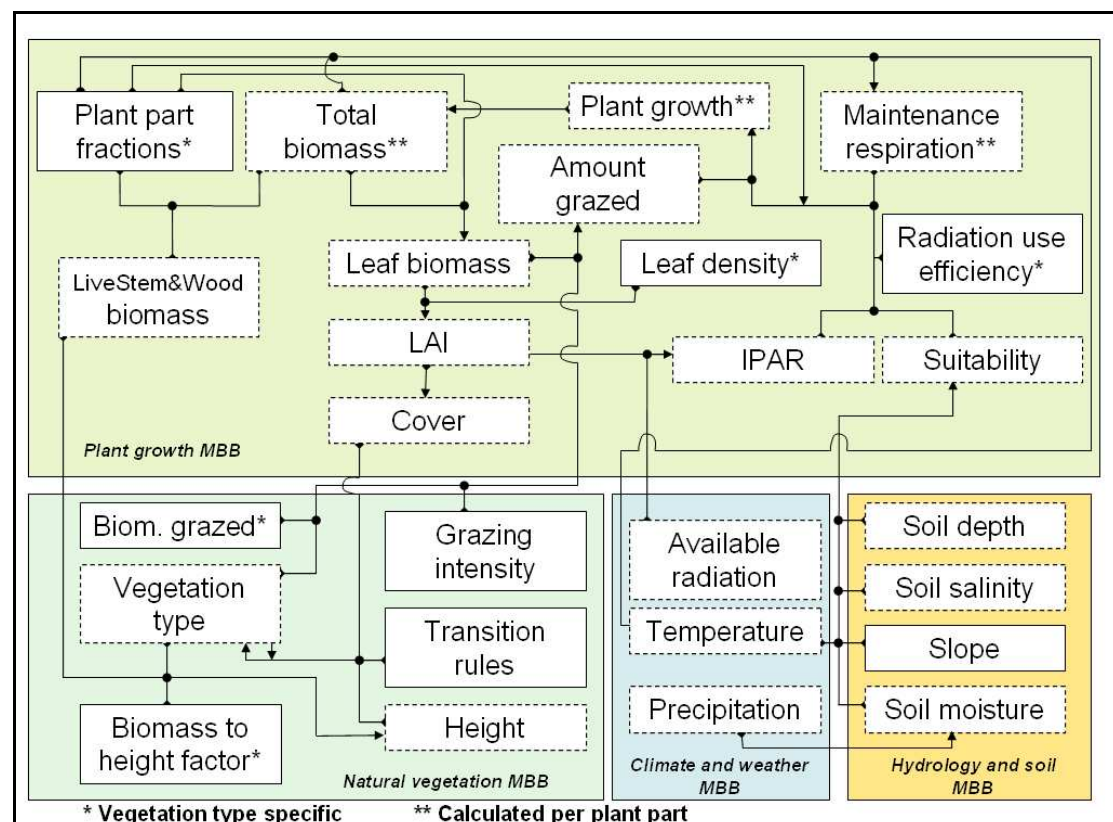 Plant part
fractions*
Total
biomass**
Plant growth**
Maintenance
respiration**
Amount
grazed
Radiation use
efficiency*
LiveStem&Wood
biomass
Leaf biomass
Leaf density*
LAI
IPAR
Suitability
Cover
Plant growth MBB
Biom. grazed*
Grazing
intensity
Vegetation
type
Transition
rules
Biomass to
height factor*
Height
Natural vegetation MBB
Available
radiation
Temperature
Precipitation
Climate and weather
MBB
Soil depth
Soil salinity
Slope
Soil moisture
Hydrology and soil
MBB
* Vegetation type specific
** Calculated per plant part